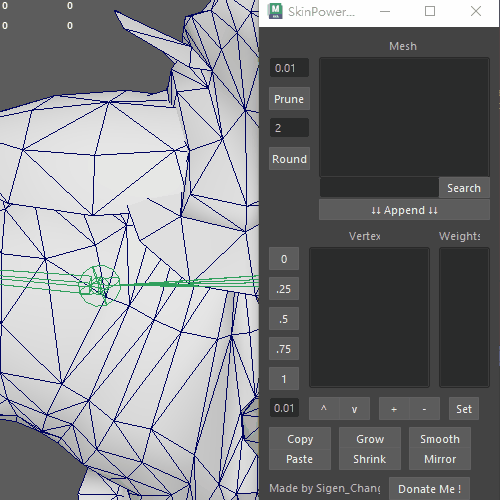 0 0
0 0
SkinPower...
Mesh
0.01
Prune
2
Round
Search
↓↓ Append ↓↓
Vertex Weights
0
.25
.5
.75
1
0.01 ^ v + - Set
Copy Grow Smooth
Paste Shrink Mirror
Made by Sigen_Chang Donate Me !